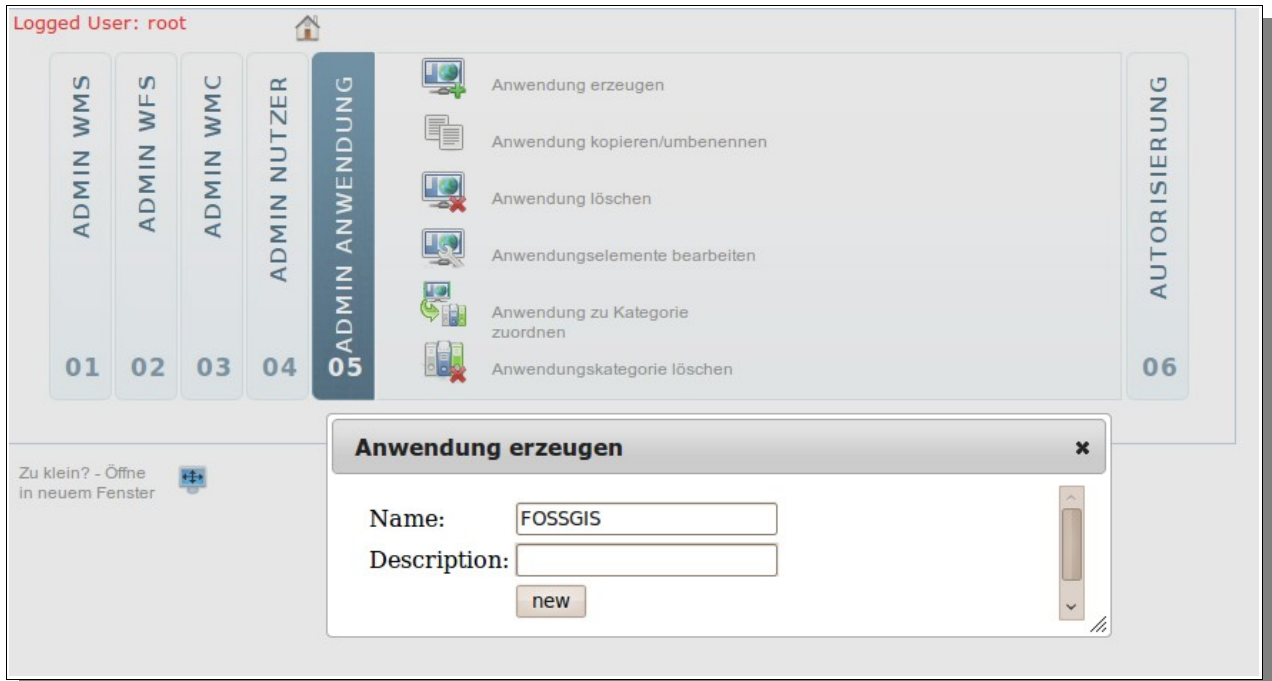 Logged User: root
ADMIN WMS
01
ADMIN WFS
02
ADMIN WMC
03
ADMIN NUTZER
04
ADMIN ANWENDUNG
05
Anwendung erzeugen
Anwendung kopieren/umbenennen
Anwendung löschen
Anwendungselemente bearbeiten
Anwendung zu Kategorie
zuordnen
Anwendungskategorie löschen
AUTORISIERUNG
06
Zu klein? - Öffne
in neuem Fenster
Anwendung erzeugen
Name: FOSSGIS
Description:
new